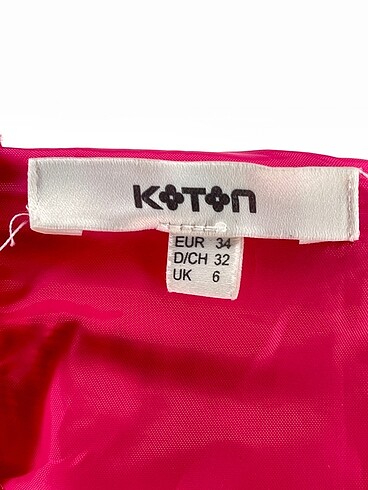 KOTON
EUR 34
D/CH 32
UK 6